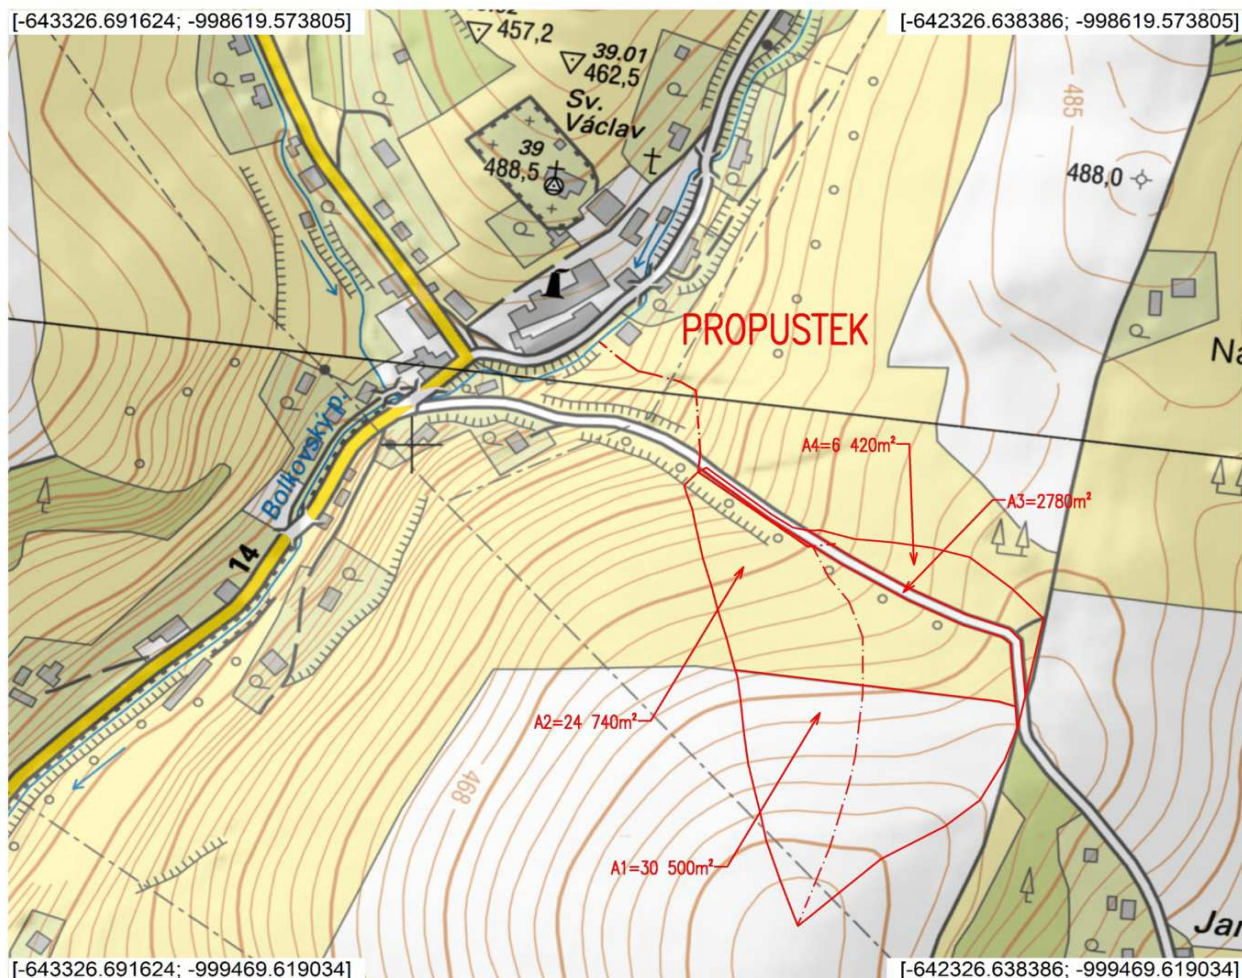 [-643326.691624; -998619.573805]
[-642326.638386; -998619.573805]
457,2
39.01
462,5
Sv.
Václav
39
488,5
485
488,0
PROPUSTEK
Bolkovský p.
A4=6 420m²
A3=2780m²
14
A2=24 740m²
468
A1=30 500m²
[-643326.691624; -999469.619034]
[-642326.638386; -999469.619034]